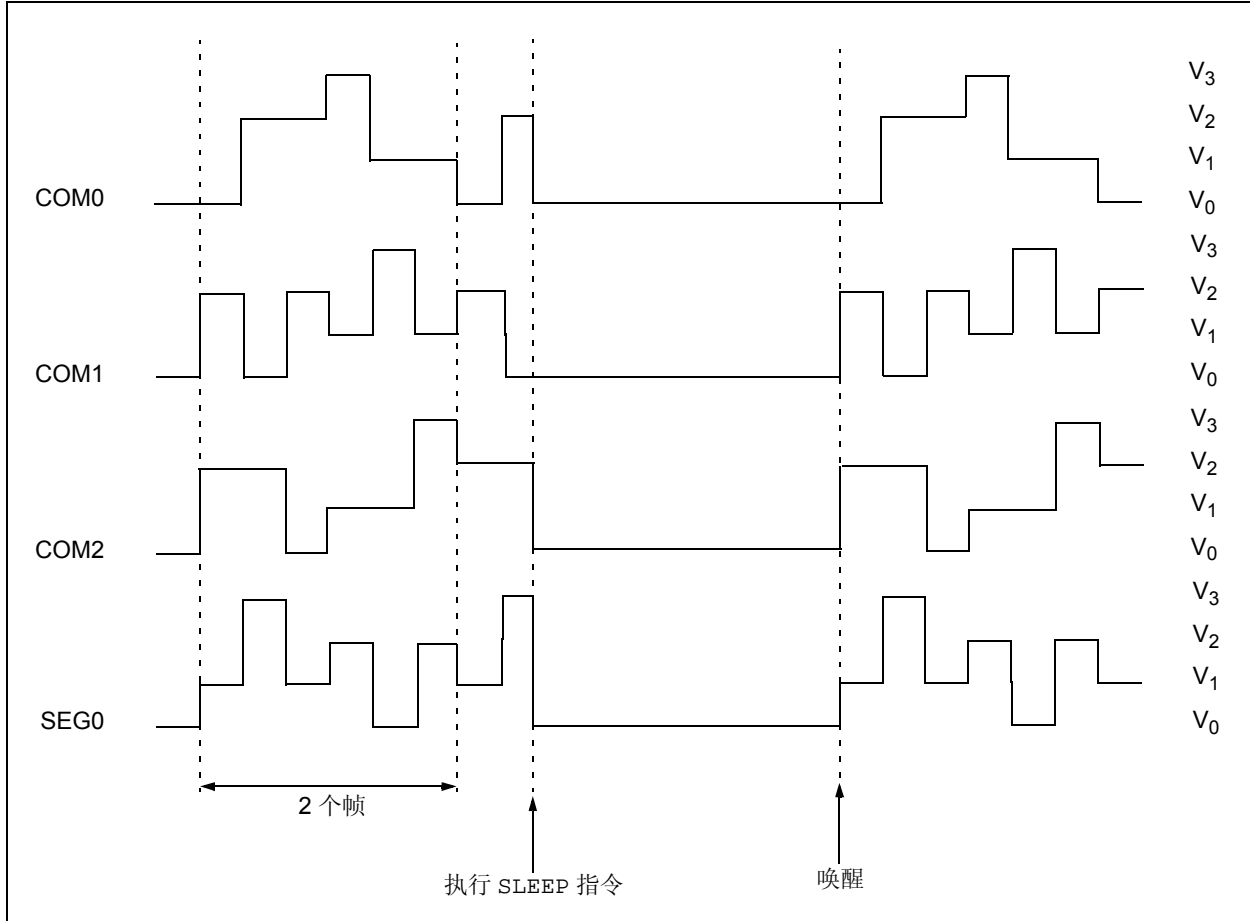 V3
V2
V1
COM0 V0
V3
V2
V1
COM1 V0
V3
V2
V1
COM2 V0
V3
V2
V1
SEG0 V0
2 个帧
执行 SLEEP 指令
唤醒